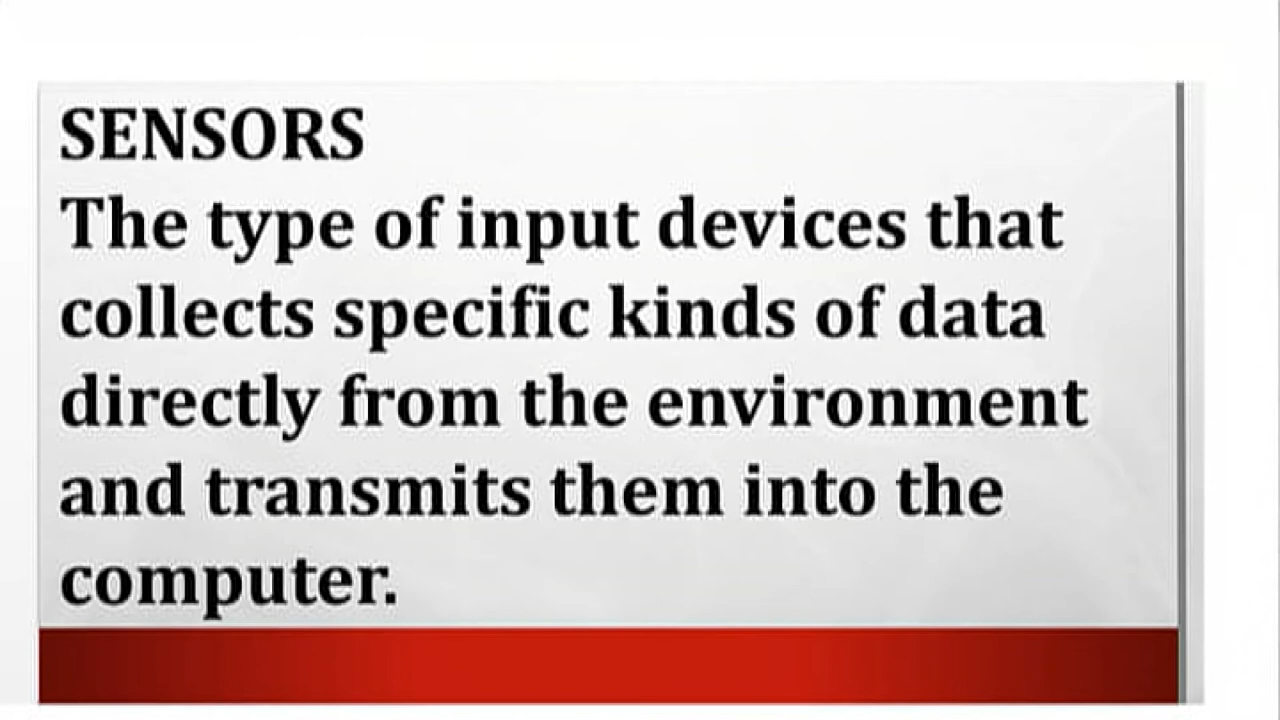 SENSORS
The type of input devices that
collects specific kinds of data
directly from the environment
and transmits them into the
computer.